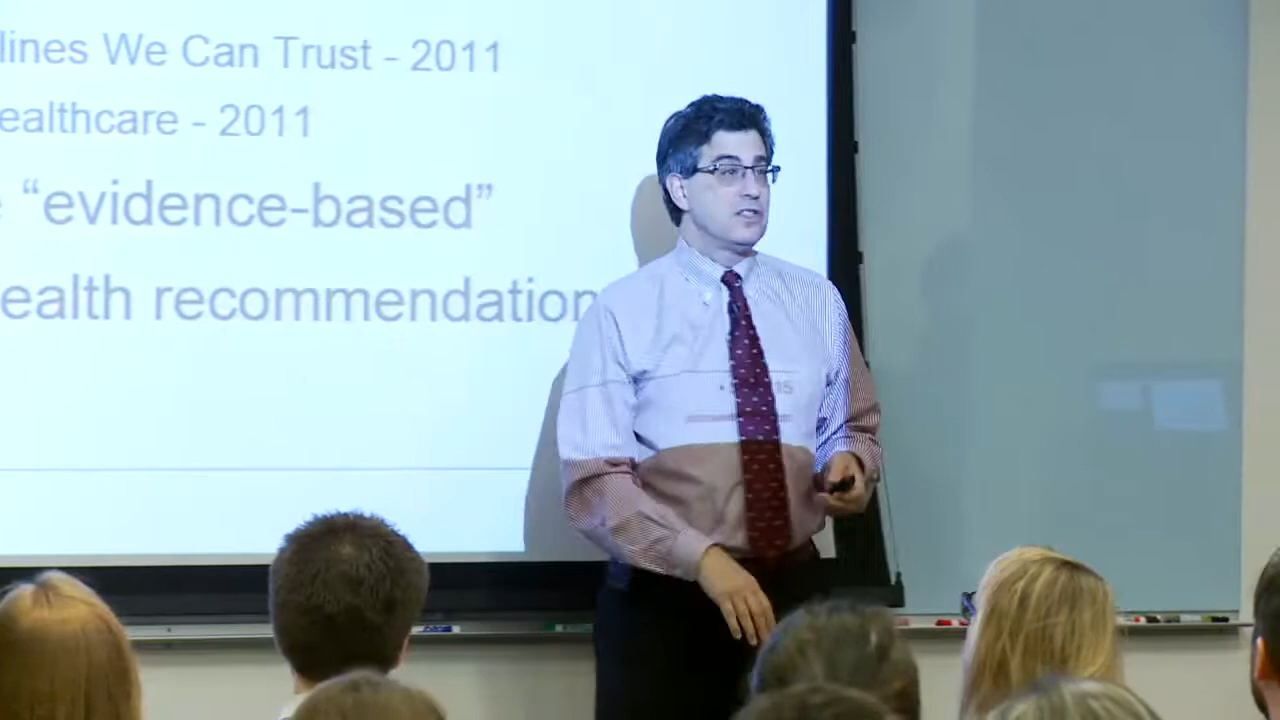 lines We Can Trust - 2011
ealthcare - 2011
“evidence-based”
ealth recommendation